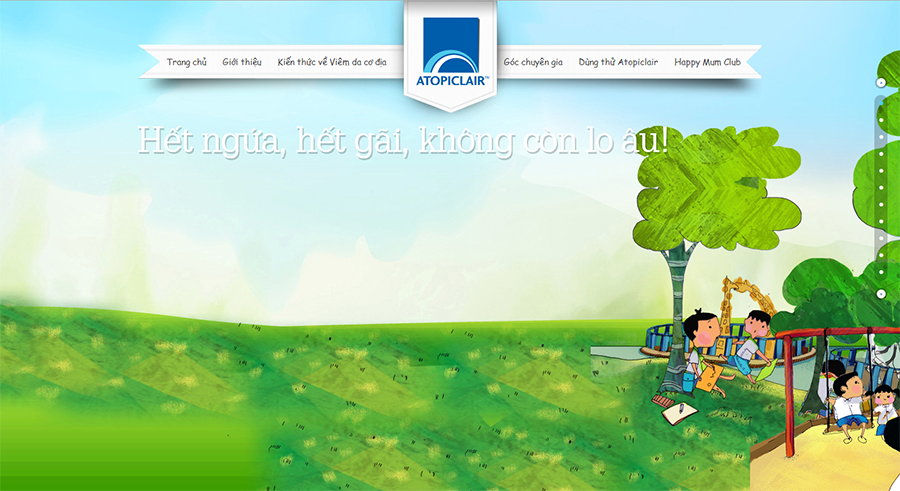 Trang chủ Giới thiệu Kiến thức về Viêm da cơ địa Góc chuyên gia Dùng thử Atopiclair Happy Mum Club
ATOPICLAIR™
Hết ngứa, hết gãi, không còn lo âu!